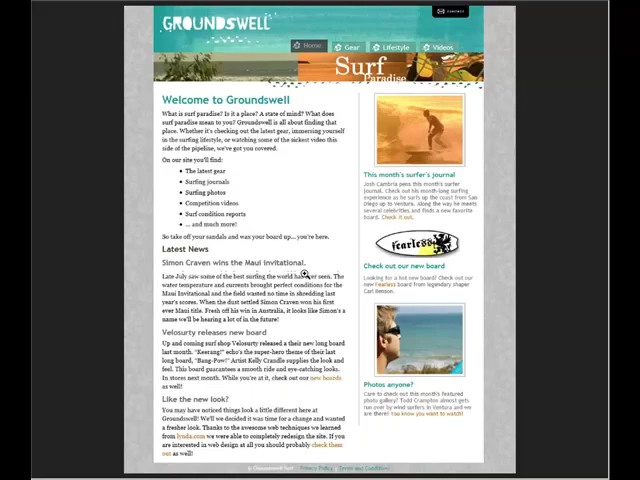 GROUNDSWELL
CONTACT
Home
Gear
Lifestyle
Videos
Surf
Paradise
Welcome to Groundswell
What is surf paradise? Is it a place? A state of mind? What does
surf paradise mean to you? Groundswell is all about finding that
place. Whether it's checking out the latest gear, immersing yourself
in the surfing lifestyle, or watching some of the sickest video this
side of the pipeline, we've got you covered.
On our site you'll find:
The latest gear
Surfing journals
Surfing photos
Competition videos
Surf condition reports
... and much more!
So take off your sandals and wax your board up... you're here.
Latest News
Simon Craven wins the Maui invitational.
Late July saw some of the best surfing the world has ever seen. The
water temperature and currents brought perfect conditions for the
Maui Invitational and the field wasted no time in shredding last
year's scores. When the dust settled Simon Craven won his first
ever Maui title. Fresh off his win in Australia, it looks like Simon's a
name we'll be hearing a lot of in the future!
Velosurty releases new board
Up and coming surf shop Velosurty released a their new long board
last month. "Keerang!" echo's the super-hero theme of their last
long board, "Bang-Pow!" Artist Kelly Crandle supplies the look and
feel. This board guarantees a smooth ride and eye-catching looks.
In stores next month. While you're at it, check out our new boards
as well!
Like the new look?
You may have noticed things look a little different here at
Groundswell! We'll we decided it was time for a change and wanted
a fresher look. Thanks to the awesome web techniques we learned
from lynda.com we were able to completely redesign the site. If you
are interested in web design at all you should probably check them
out as well!
This month's surfer's journal
Josh Cambria pens this month's surfer
journal. Check out his month-long surfing
experience as he surfs up the coast from San
Diego up to Ventura. Along the way he meets
several celebrities and finds a new favorite
board. Check it out.
fearless
Check out our new board
Looking for a hot new board? Check out
new Fearless board from legendary shaper
Carl Benson.
Photos anyone?
Care to check out this month's featured
photo gallery? Todd Crampton almost gets
run over by wind surfers in Ventura and we
are there! You know you want to watch!
Privacy Policy
Terms and Conditions